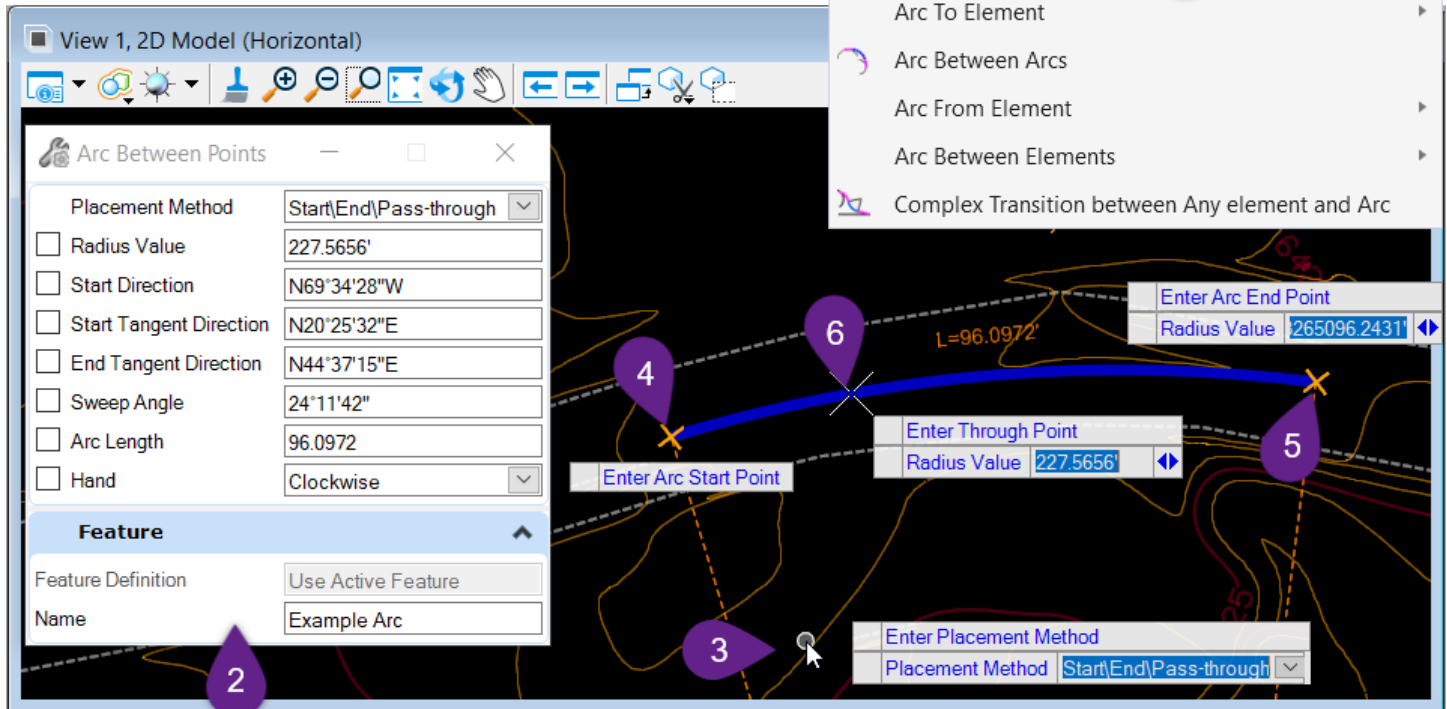 Arc To Element
View 1, 2D Model (Horizontal)
Arc Between Arcs
Arc From Element
Arc Between Elements
Complex Transition between Any element and Arc
Arc Between Points
Placement Method Start\End\Pass-through
Radius Value 227.5656'
Start Direction N69°34'28"W
Start Tangent Direction N20°25'32"E
End Tangent Direction N44°37'15"E
Sweep Angle 24°11'42"
Arc Length 96.0972
Hand Clockwise
Feature
Feature Definition Use Active Feature
Name Example Arc
2
Enter Arc End Point
Radius Value 265096.2431'
6
L=96.0972'
4
Enter Through Point
Radius Value 227.5656'
5
Enter Arc Start Point
3
Enter Placement Method
Placement Method Start\End\Pass-through
25